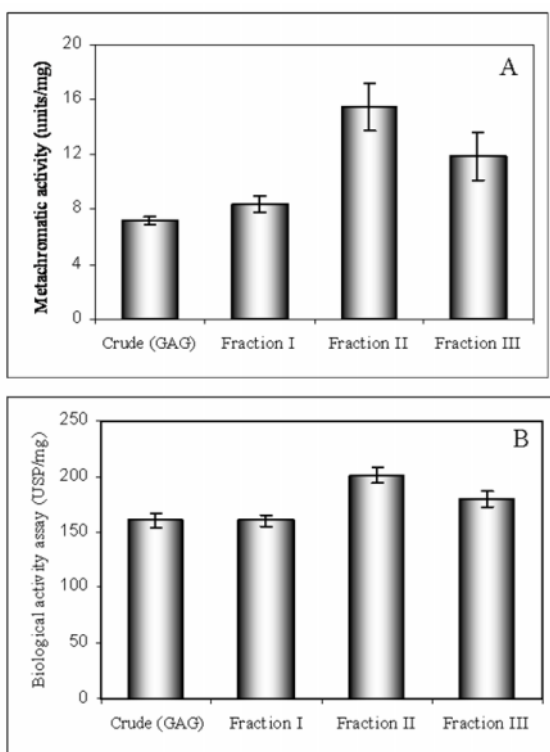 A
Metachromatic activity (units/mg)
20
16
12
8
4
0
Crude (GAG) Fraction I Fraction II Fraction III
B
Biological activity assay (USP/mg)
250
200
150
100
50
0
Crude (GAG) Fraction I Fraction II Fraction III